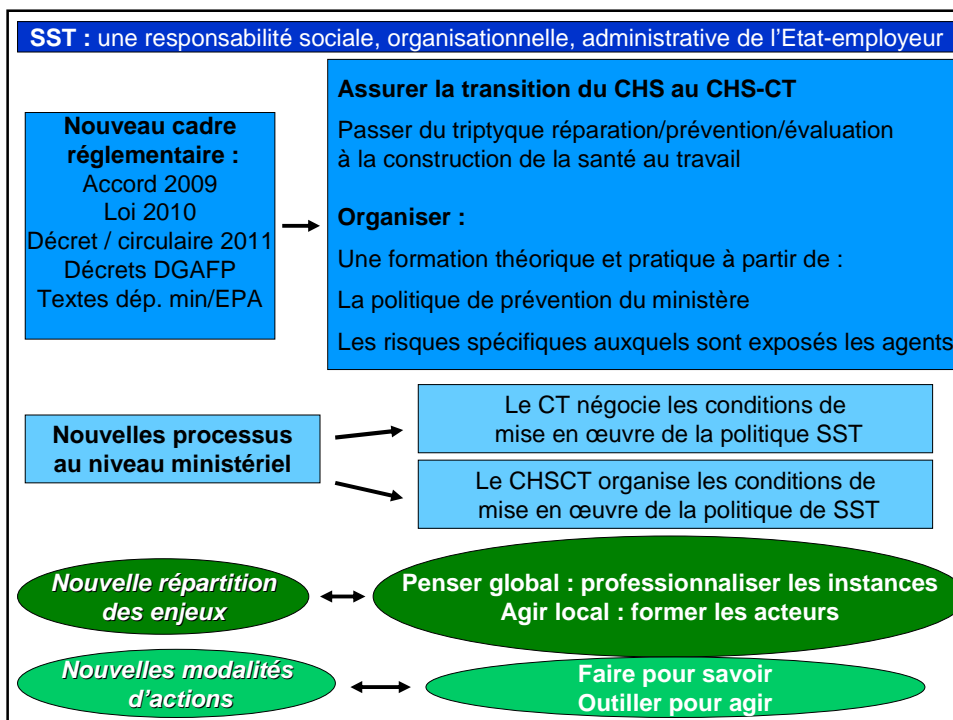 SST : une responsabilité sociale, organisationnelle, administrative de l'Etat-employeur
Nouveau cadre
réglementaire :
Accord 2009
Loi 2010
Décret / circulaire 2011
Décrets DGAFP
Textes dép. min/EPA
Assurer la transition du CHS au CHS-CT
Passer du triptyque réparation/prévention/évaluation
à la construction de la santé au travail
Organiser :
Une formation théorique et pratique à partir de :
La politique de prévention du ministère
Les risques spécifiques auxquels sont exposés les agents
Nouvelles processus
au niveau ministériel
Le CT négocie les conditions de
mise en œuvre de la politique SST
Le CHSCT organise les conditions de
mise en œuvre de la politique de SST
Nouvelle répartition
des enjeux
Penser global : professionnaliser les instances
Agir local : former les acteurs
Nouvelles modalités
d'actions
Faire pour savoir
Outiller pour agir